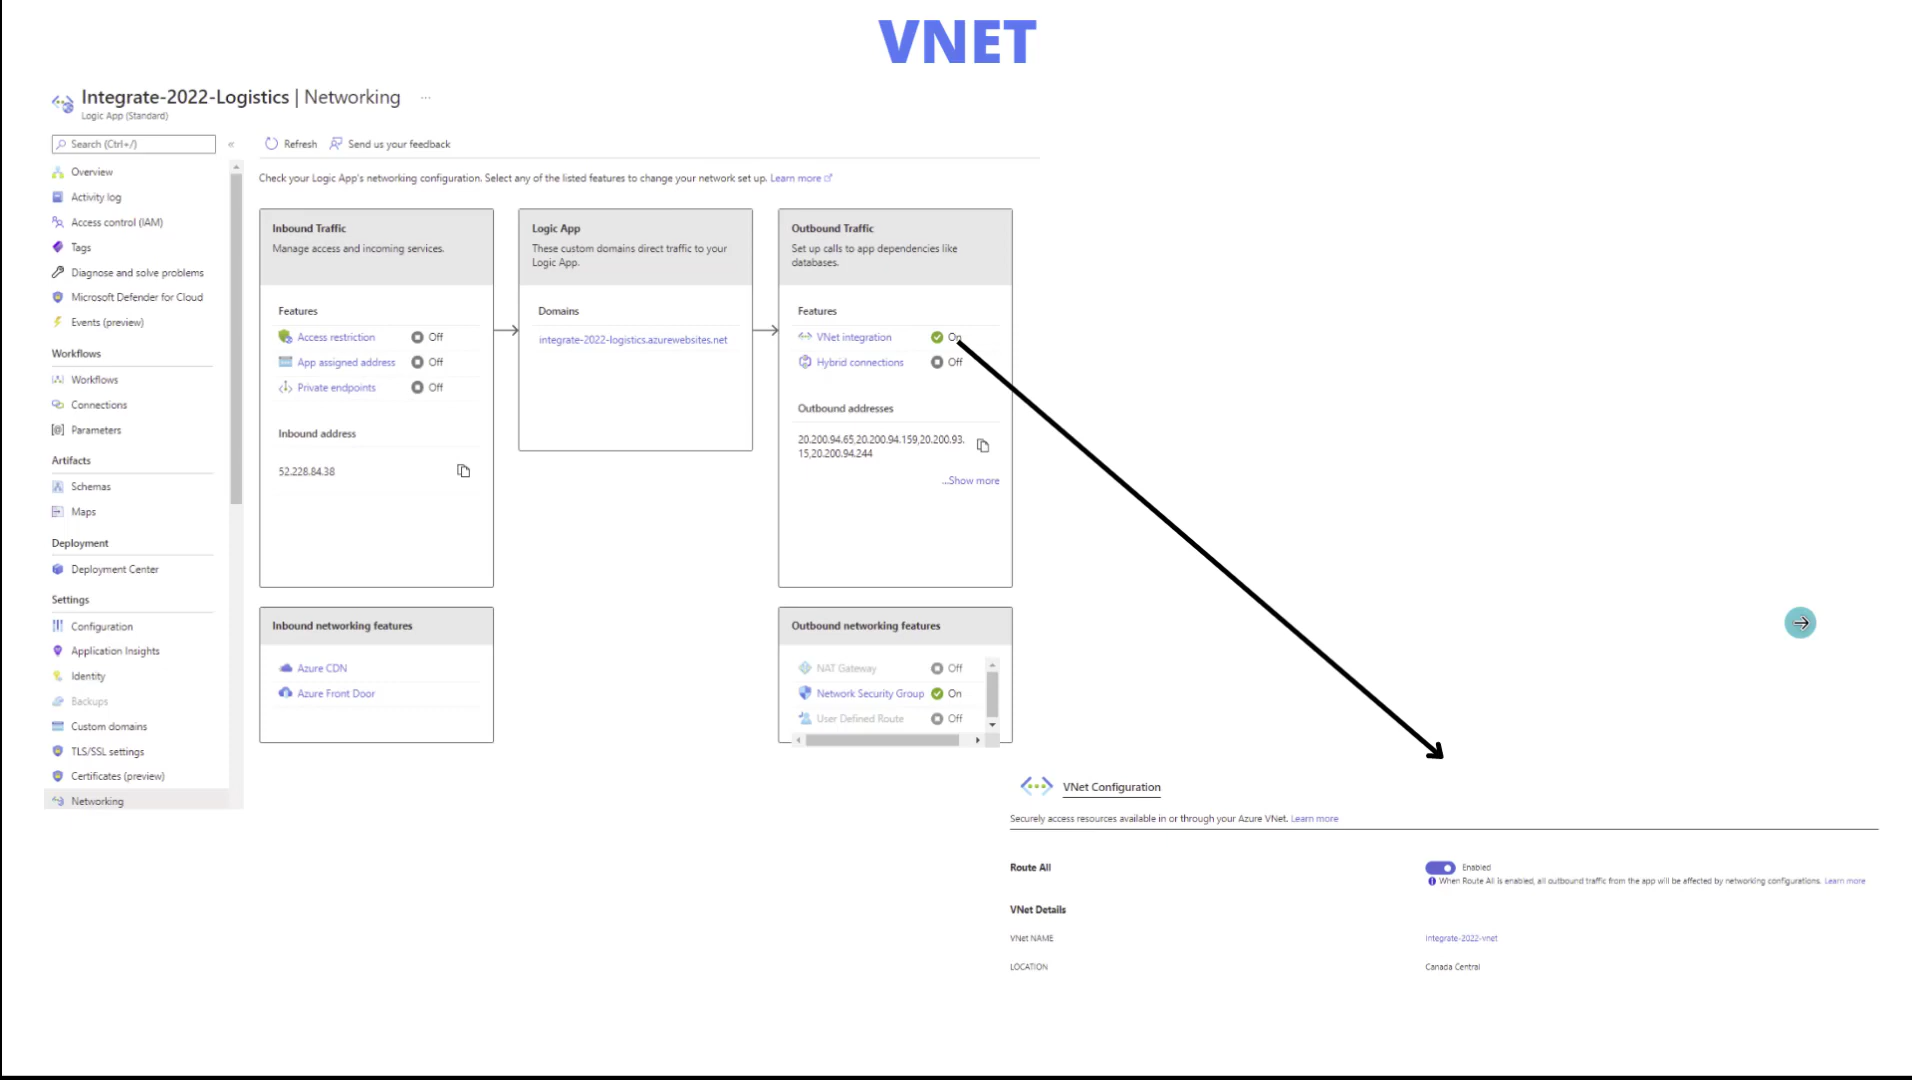 VNET
Integrate-2022-Logistics | Networking ...
Logic App (Standard)
Search (Ctrl+/)
«
Overview
Activity log
Access control (IAM)
Tags
Diagnose and solve problems
Microsoft Defender for Cloud
Events (preview)
Workflows
Workflows
Connections
Parameters
Artifacts
Schemas
Maps
Deployment
Deployment Center
Settings
Configuration
Application Insights
Identity
Backups
Custom domains
TLS/SSL settings
Certificates (preview)
Networking
Refresh
Send us your feedback
Check your Logic App's networking configuration. Select any of the listed features to change your network set up. Learn more
Inbound Traffic
Manage access and incoming services.
Features
Access restriction Off
App assigned address Off
Private endpoints Off
Inbound address
52.228.84.38
Logic App
These custom domains direct traffic to your
Logic App.
Domains
integrate-2022-logistics.azurewebsites.net
Outbound Traffic
Set up calls to app dependencies like
databases.
Features
VNet integration On
Hybrid connections Off
Outbound addresses
20.200.94.65,20.200.94.159,20.200.93.
15,20.200.94.244
...Show more
Inbound networking features
Azure CDN
Azure Front Door
Outbound networking features
NAT Gateway Off
Network Security Group On
User Defined Route Off
VNet Configuration
Securely access resources available in or through your Azure VNet. Learn more
Route All
Enabled
When Route All is enabled, all outbound traffic from the app will be affected by networking configurations. Learn more
VNet Details
VNet NAME
integrate-2022-vnet
LOCATION
Canada Central